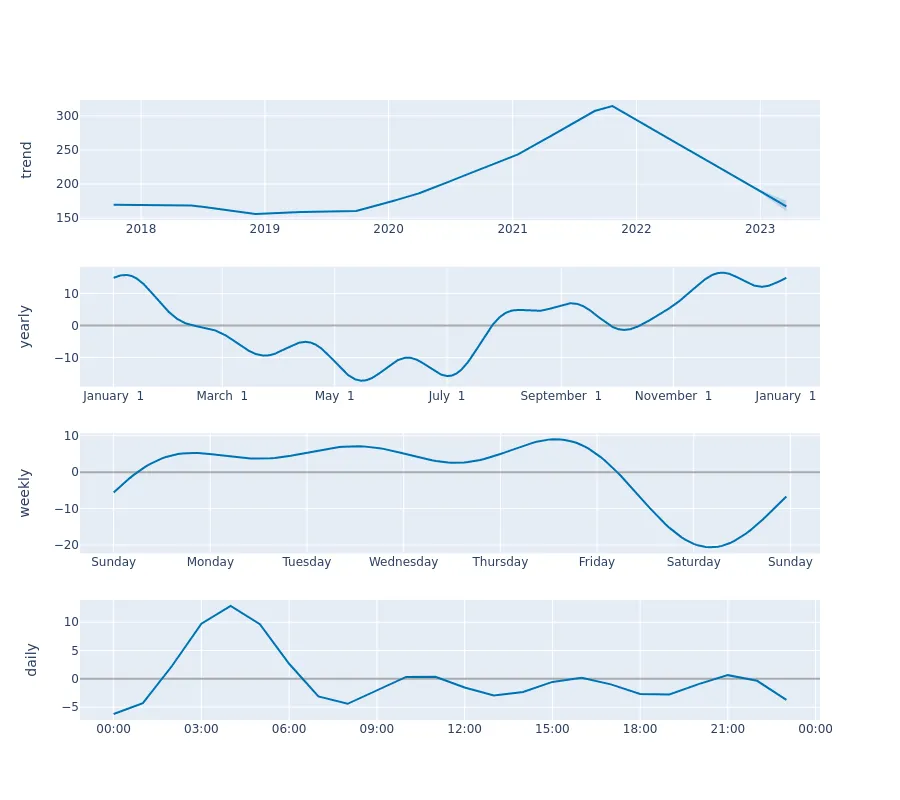 trend
300
250
200
150
2018 2019 2020 2021 2022 2023
yearly
10
0
−10
January 1 March 1 May 1 July 1 September 1 November 1 January 1
weekly
10
0
−10
−20
Sunday Monday Tuesday Wednesday Thursday Friday Saturday Sunday
daily
10
5
0
−5
00:00 03:00 06:00 09:00 12:00 15:00 18:00 21:00 00:00